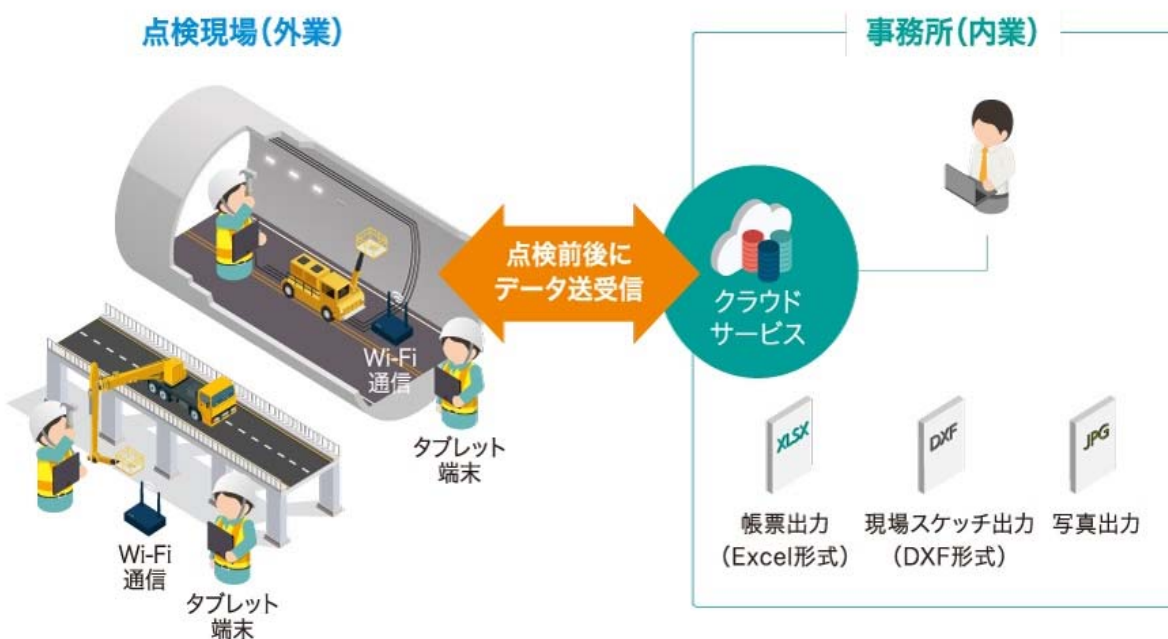 点検現場（外業）
事務所（内業）
点検前後に
データ送受信
クラウド
サービス
Wi-Fi
通信
タブレット
端末
Wi-Fi
通信
タブレット
端末
XLSX
DXF
JPG
帳票出力
（Excel形式）
現場スケッチ出力
（DXF形式）
写真出力